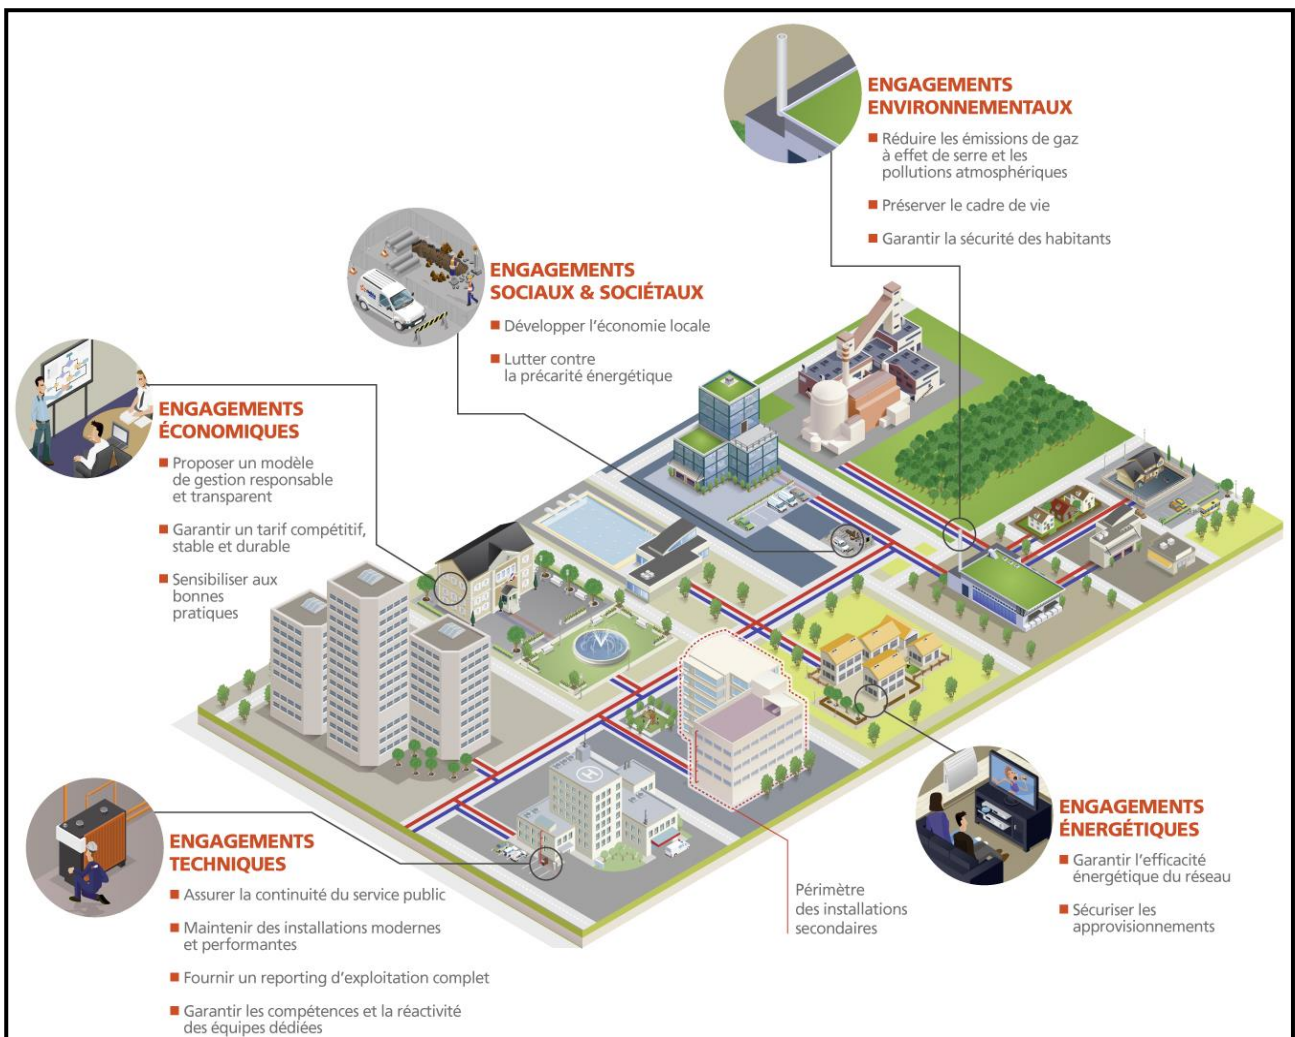 ENGAGEMENTS
ENVIRONNEMENTAUX
Réduire les émissions de gaz
à effet de serre et les
pollutions atmosphériques
Préserver le cadre de vie
Garantir la sécurité des habitants
ENGAGEMENTS
SOCIAUX & SOCIÉTAUX
Développer l'économie locale
Lutter contre
la précarité énergétique
ENGAGEMENTS
ÉCONOMIQUES
Proposer un modèle
de gestion responsable
et transparent
Garantir un tarif compétitif,
stable et durable
Sensibiliser aux
bonnes
pratiques
ENGAGEMENTS
TECHNIQUES
Assurer la continuité du service public
Maintenir des installations modernes
et performantes
Fournir un reporting d'exploitation complet
Garantir les compétences et la réactivité
des équipes dédiées
Périmètre
des installations
secondaires
ENGAGEMENTS
ÉNERGÉTIQUES
Garantir l'efficacité
énergétique du réseau
Sécuriser les
approvisionnements
H